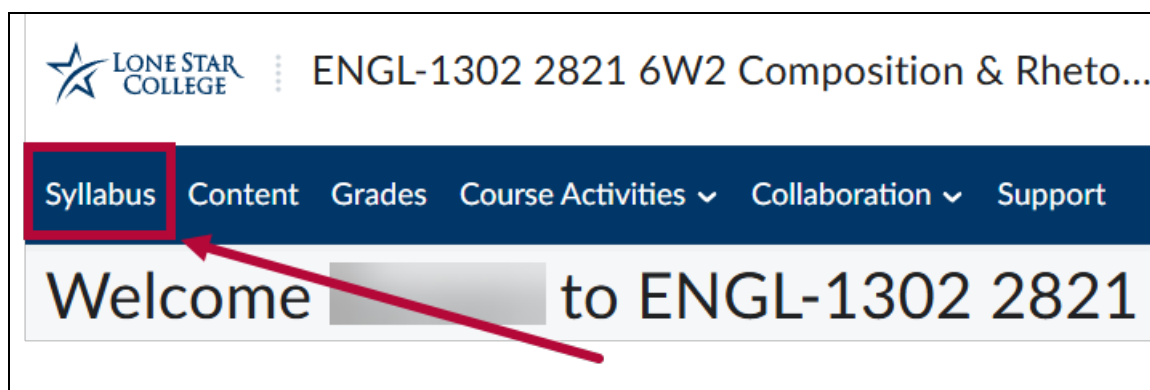 LONE STAR
COLLEGE
ENGL-1302 2821 6W2 Composition & Rheto...
Syllabus Content Grades Course Activities Collaboration Support
Welcome to ENGL-1302 2821